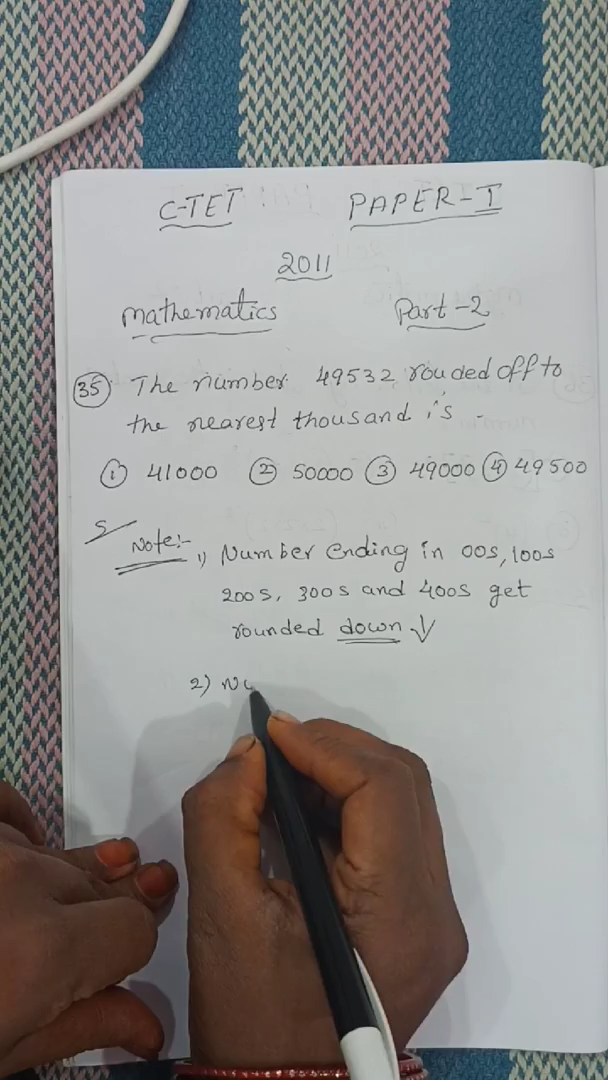 C-TET PAPER-I
2011
Mathematics Part-2
35 The number 49532 rouded off to
the nearest thousand is -
1 41000 2 50000 3 49000 4 49500
Note:- 1) Number Ending in 00s, 100s
200s, 300s and 400s get
rounded down ↓
2) Nu